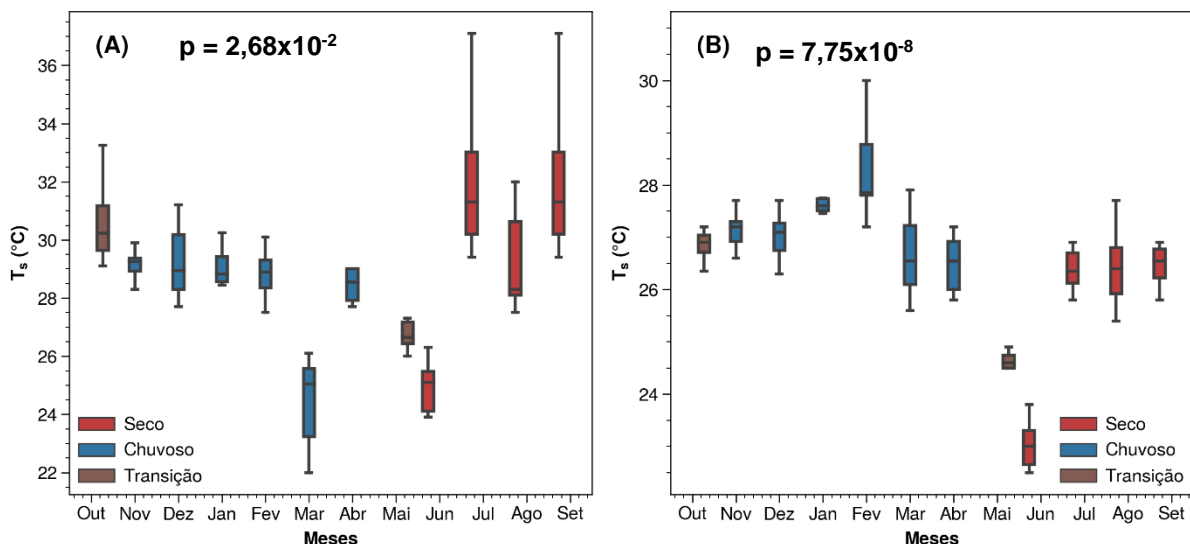 (A) p = 2,68x10⁻²
36
34
32
30
28
26
24
22
Tₛ (°C)
Seco
Chuvoso
Transição
Out Nov Dez Jan Fev Mar Abr Mai Jun Jul Ago Set
Meses
(B) p = 7,75x10⁻⁸
30
28
26
24
Tₛ (°C)
Seco
Chuvoso
Transição
Out Nov Dez Jan Fev Mar Abr Mai Jun Jul Ago Set
Meses